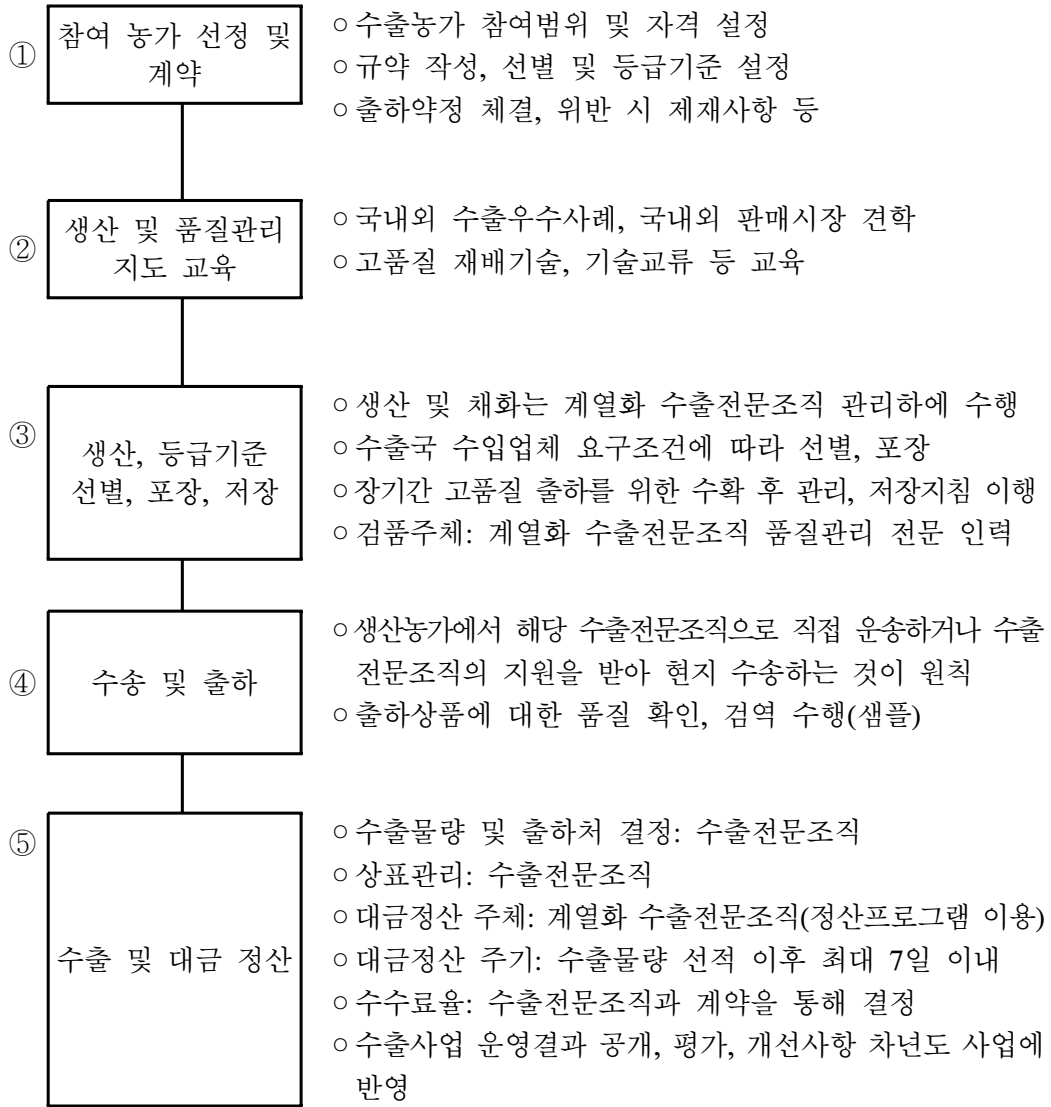 ①
참여 농가 선정 및
계약
○ 수출농가 참여범위 및 자격 설정
○ 규약 작성, 선별 및 등급기준 설정
○ 출하약정 체결, 위반 시 제재사항 등
②
생산 및 품질관리
지도 교육
○ 국내외 수출우수사례, 국내외 판매시장 견학
○ 고품질 재배기술, 기술교류 등 교육
③
생산, 등급기준
선별, 포장, 저장
○ 생산 및 채화는 계열화 수출전문조직 관리하에 수행
○ 수출국 수입업체 요구조건에 따라 선별, 포장
○ 장기간 고품질 출하를 위한 수확 후 관리, 저장지침 이행
○ 검품주체: 계열화 수출전문조직 품질관리 전문 인력
④
수송 및 출하
○ 생산농가에서 해당 수출전문조직으로 직접 운송하거나 수출
전문조직의 지원을 받아 현지 수송하는 것이 원칙
○ 출하상품에 대한 품질 확인, 검역 수행(샘플)
⑤
수출 및 대금 정산
○ 수출물량 및 출하처 결정: 수출전문조직
○ 상표관리: 수출전문조직
○ 대금정산 주체: 계열화 수출전문조직(정산프로그램 이용)
○ 대금정산 주기: 수출물량 선적 이후 최대 7일 이내
○ 수수료율: 수출전문조직과 계약을 통해 결정
○ 수출사업 운영결과 공개, 평가, 개선사항 차년도 사업에
반영